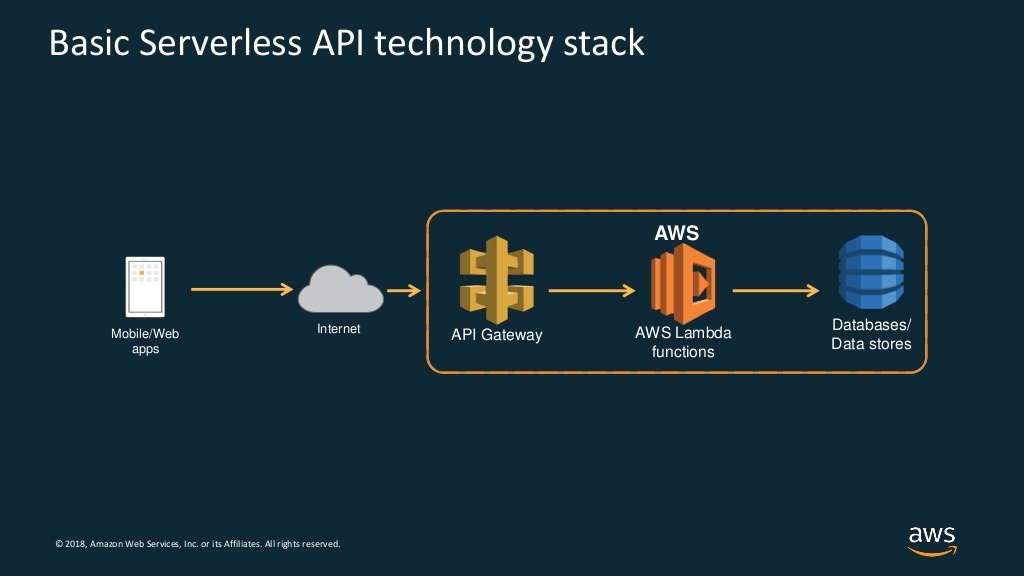 Basic Serverless API technology stack
AWS
Mobile/Web
apps
Internet
API Gateway
AWS Lambda
functions
Databases/
Data stores
© 2018, Amazon Web Services, Inc. or its Affiliates. All rights reserved.
aws